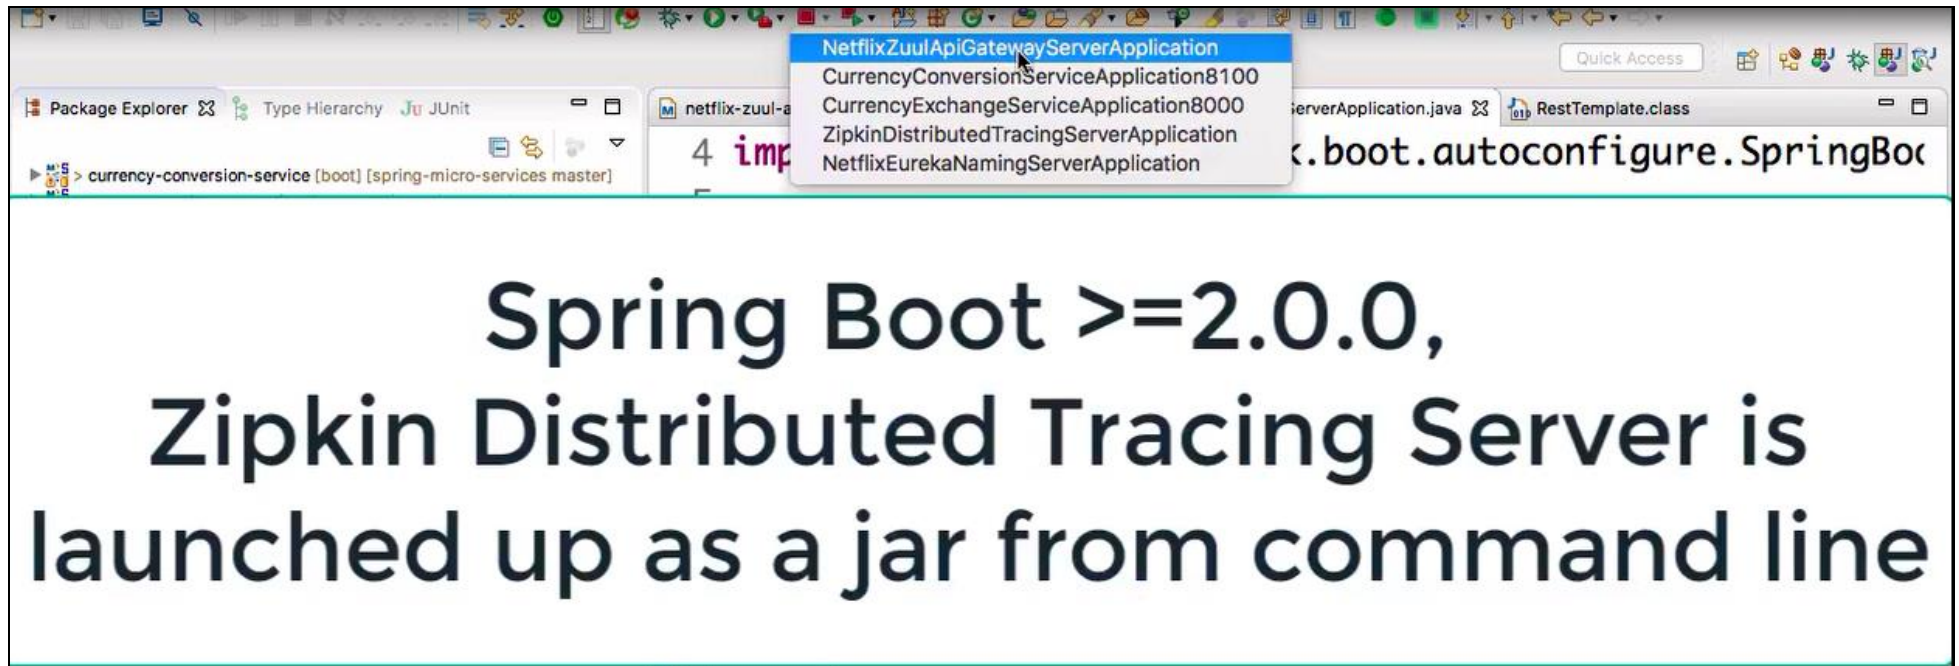 NetflixZuulApiGatewayServerApplication
Quick Access
CurrencyConversionServiceApplication8100
Package Explorer Type Hierarchy Ju JUnit
netflix-zuul-a
CurrencyExchangeServiceApplication8000
erverApplication.java RestTemplate.class
ZipkinDistributedTracingServerApplication
4 imp .boot.autoconfigure.SpringBoo
NetflixEurekaNamingServerApplication
> currency-conversion-service [boot] [spring-micro-services master]
Spring Boot >=2.0.0,
Zipkin Distributed Tracing Server is
launched up as a jar from command line